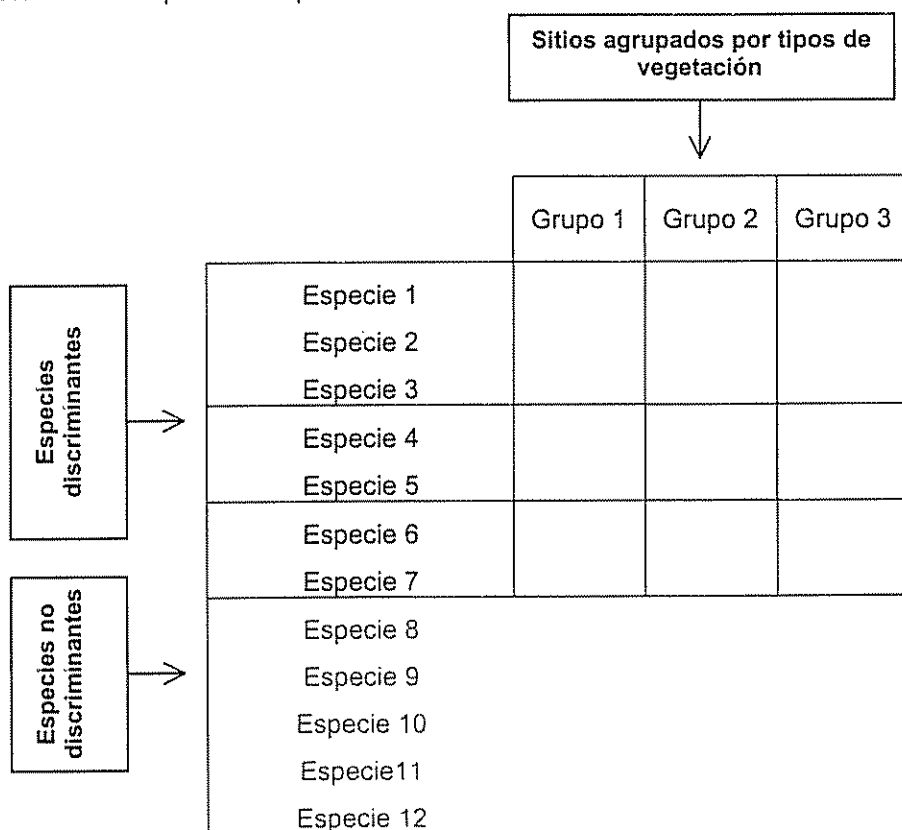 Sitios agrupados por tipos de
vegetación
Grupo 1 Grupo 2 Grupo 3
Especies
discriminantes
Especie 1
Especie 2
Especie 3
Especie 4
Especie 5
Especie 6
Especie 7
Especies no
discriminantes
Especie 8
Especie 9
Especie 10
Especie11
Especie 12